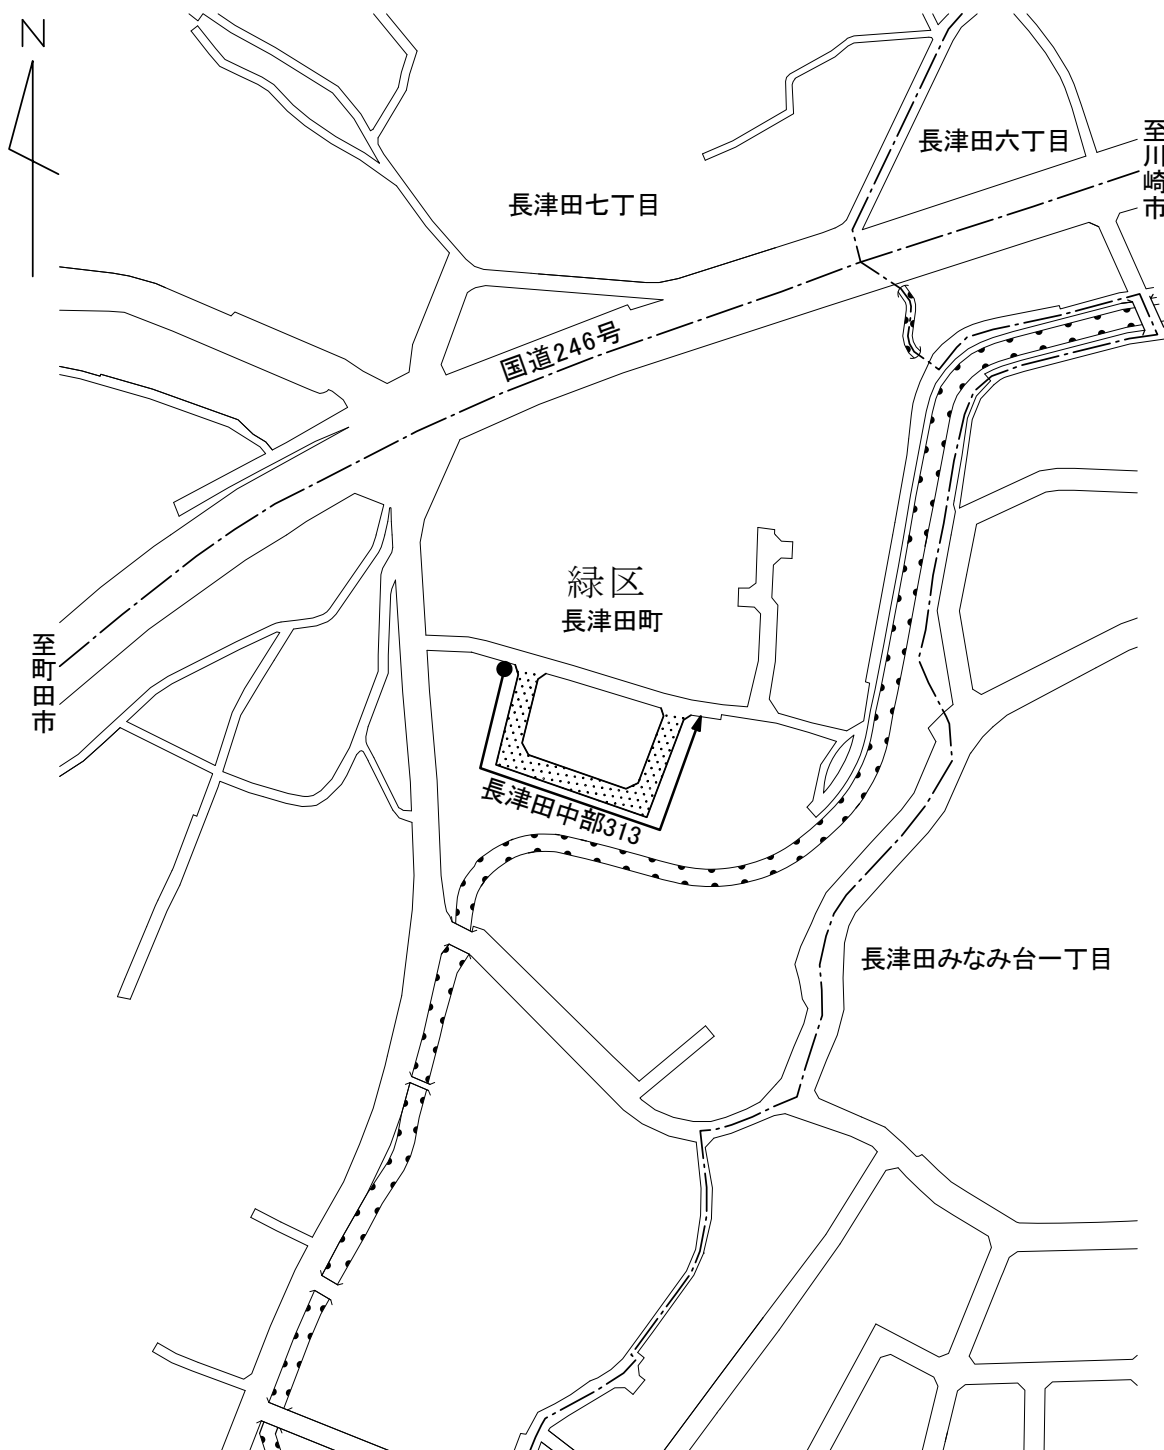 N
長津田六丁目
至川崎市
長津田七丁目
国道246号
緑区
長津田町
至町田市
長津田中部313
長津田みなみ台一丁目